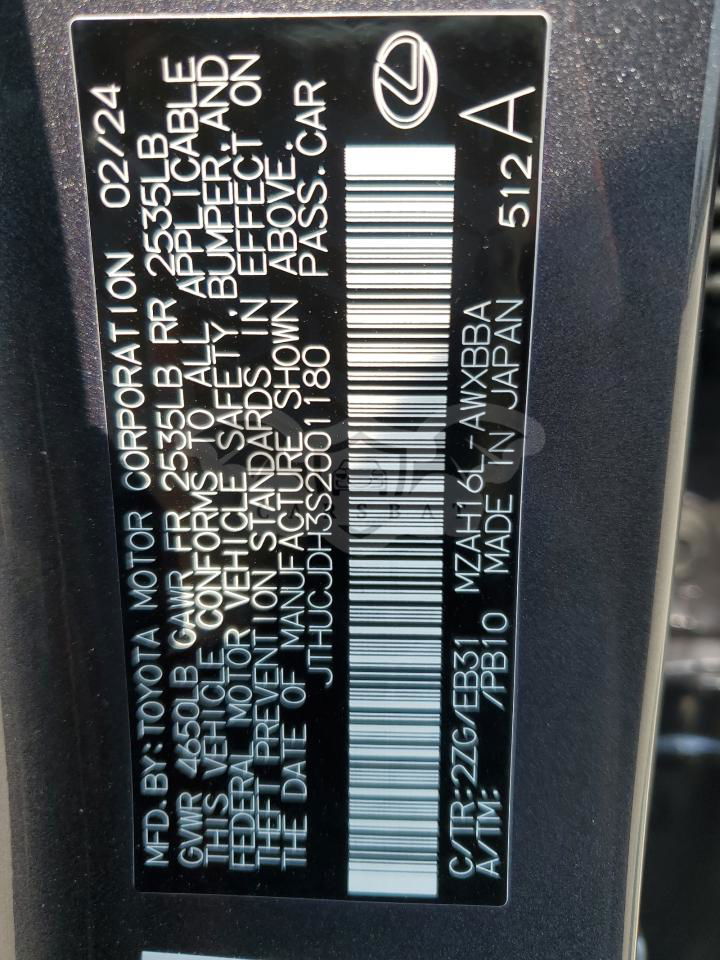 MFD. BY: TOYOTA MOTOR CORPORATION 02/24
GVWR 4650LB GAWR FR 2535LB RR 2535LB
THIS VEHICLE CONFORMS TO ALL APPLICABLE
FEDERAL MOTOR VEHICLE SAFETY, BUMPER, AND
THEFT PREVENTION STANDARDS IN EFFECT ON
THE DATE OF MANUFACTURE SHOWN ABOVE.
JTHUCJDH3S2001180 PASS. CAR
C/TR: 2ZG/EB31 MZAH16L-AWXBBA
A/TM: /PB10 MADE IN JAPAN 512A